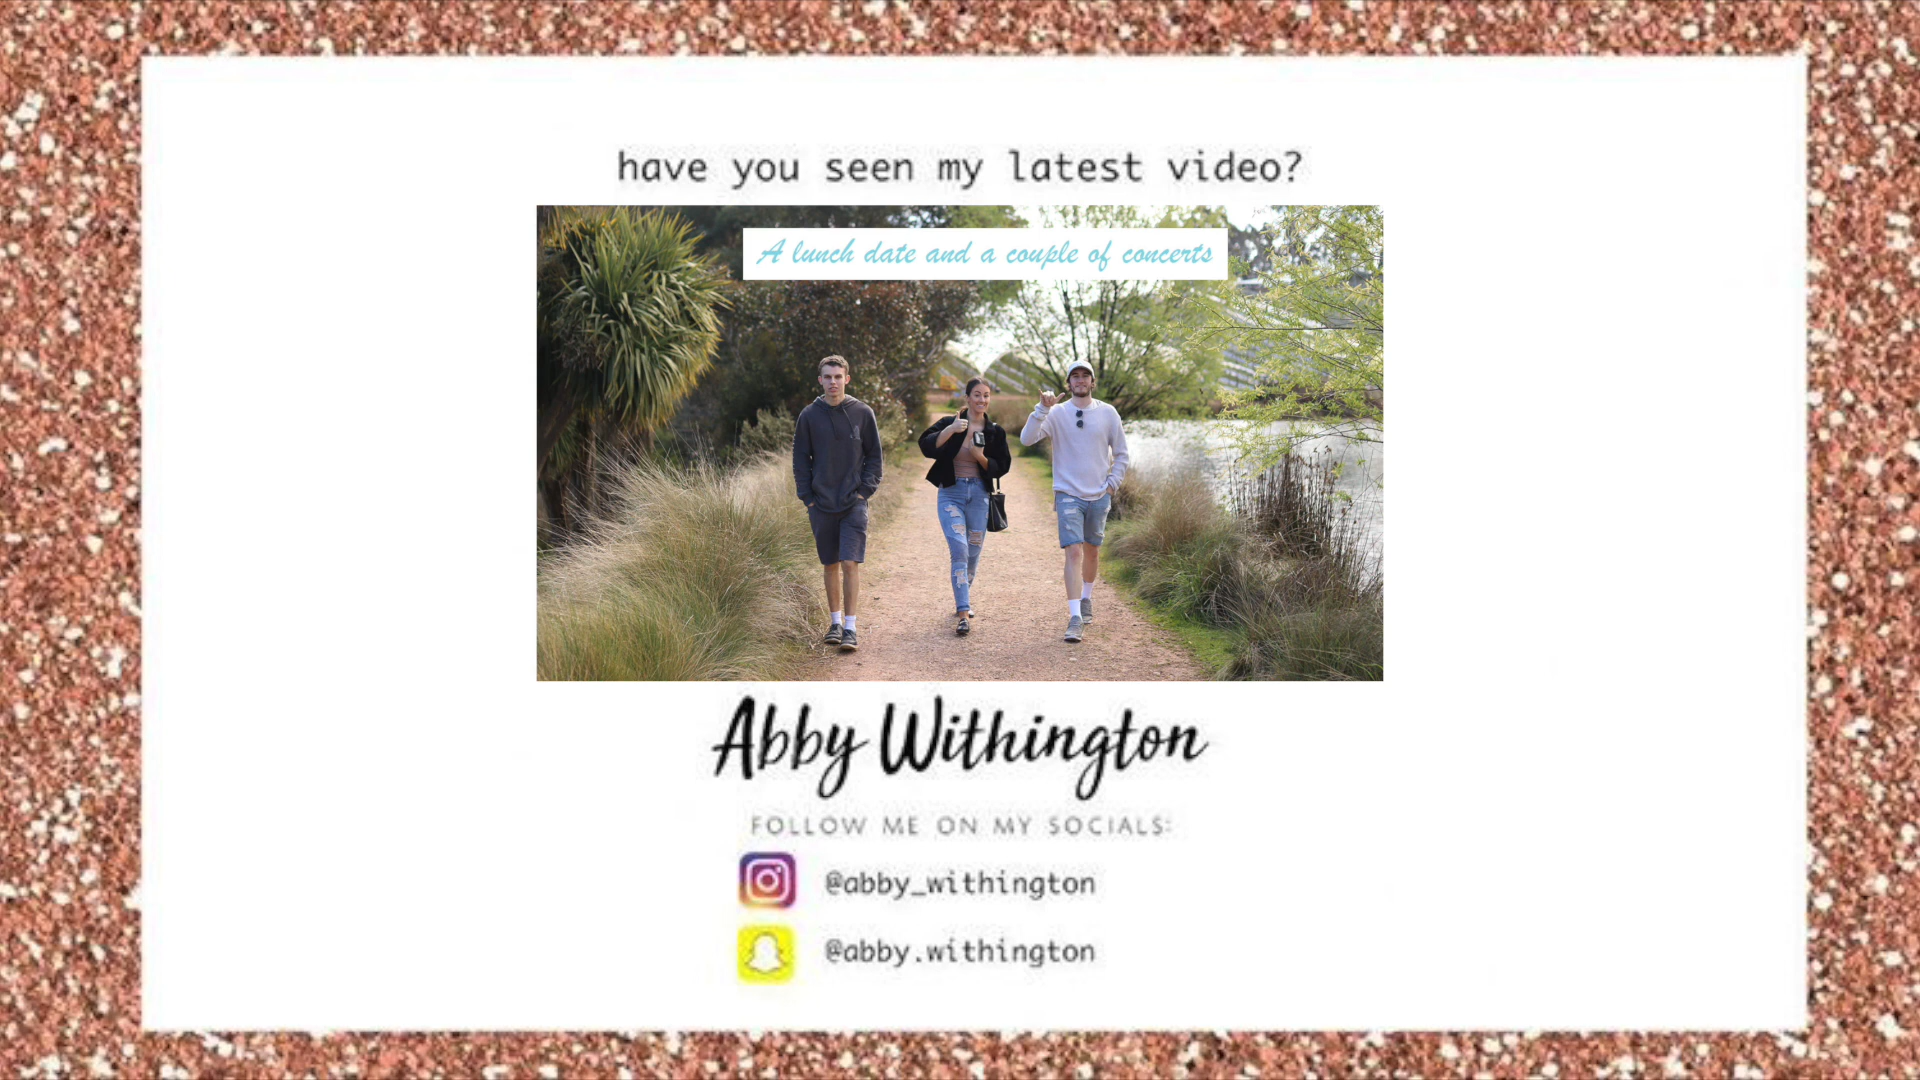 have you seen my latest video?
A lunch date and a couple of concerts
Abby Withington
FOLLOW ME ON MY SOCIALS:
@abby_withington
@abby.withington